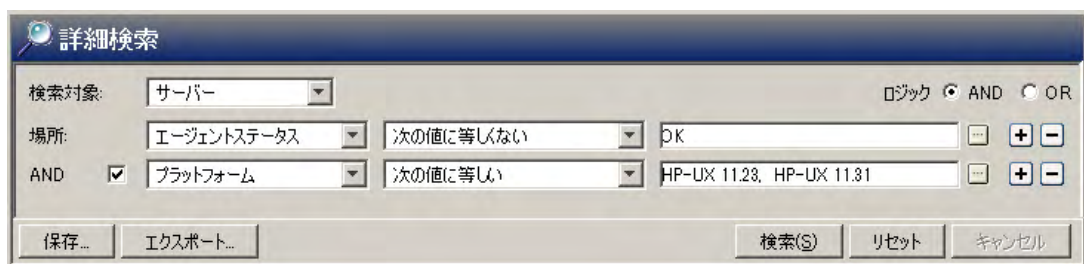 詳細検索
検索対象: サーバー ロジック AND OR
場所: エージェントステータス 次の値に等しくない OK ... + -
AND プラットフォーム 次の値に等しい HP-UX 11.23, HP-UX 11.31 ... + -
保存... エクスポート... 検索(S) リセット キャンセル